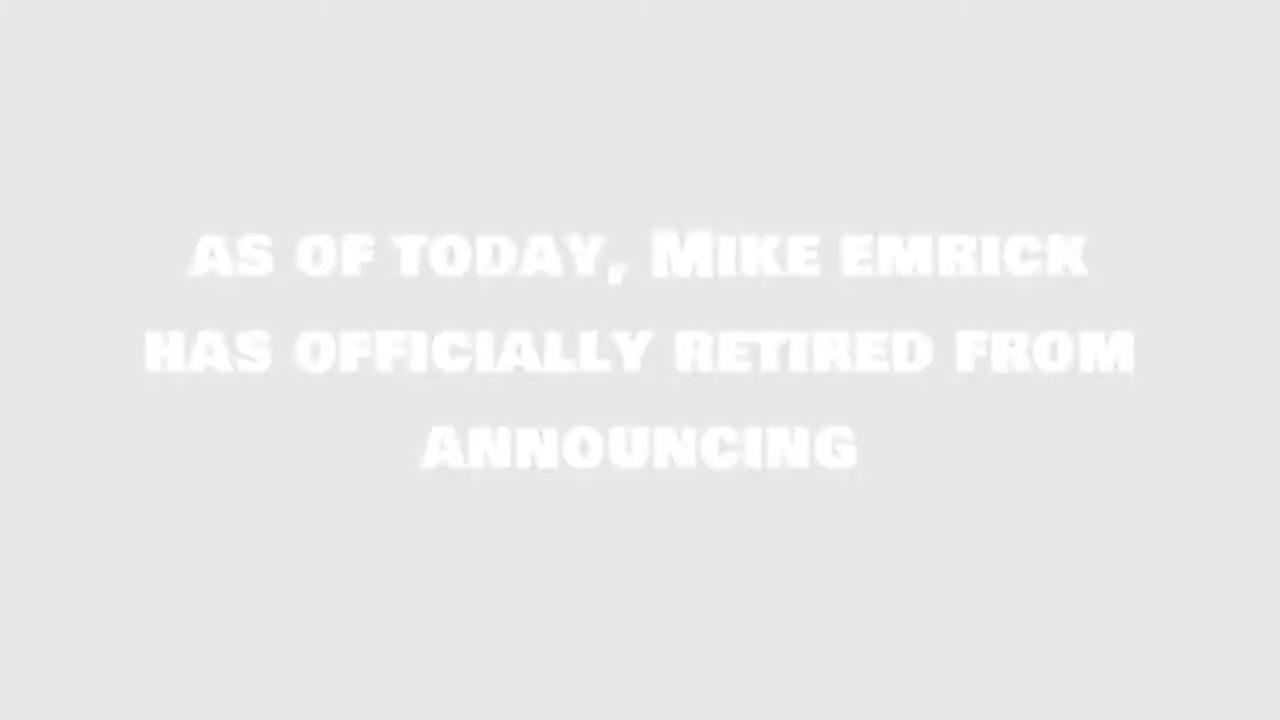 as of today, Mike emrick
has officially retired from
announcing